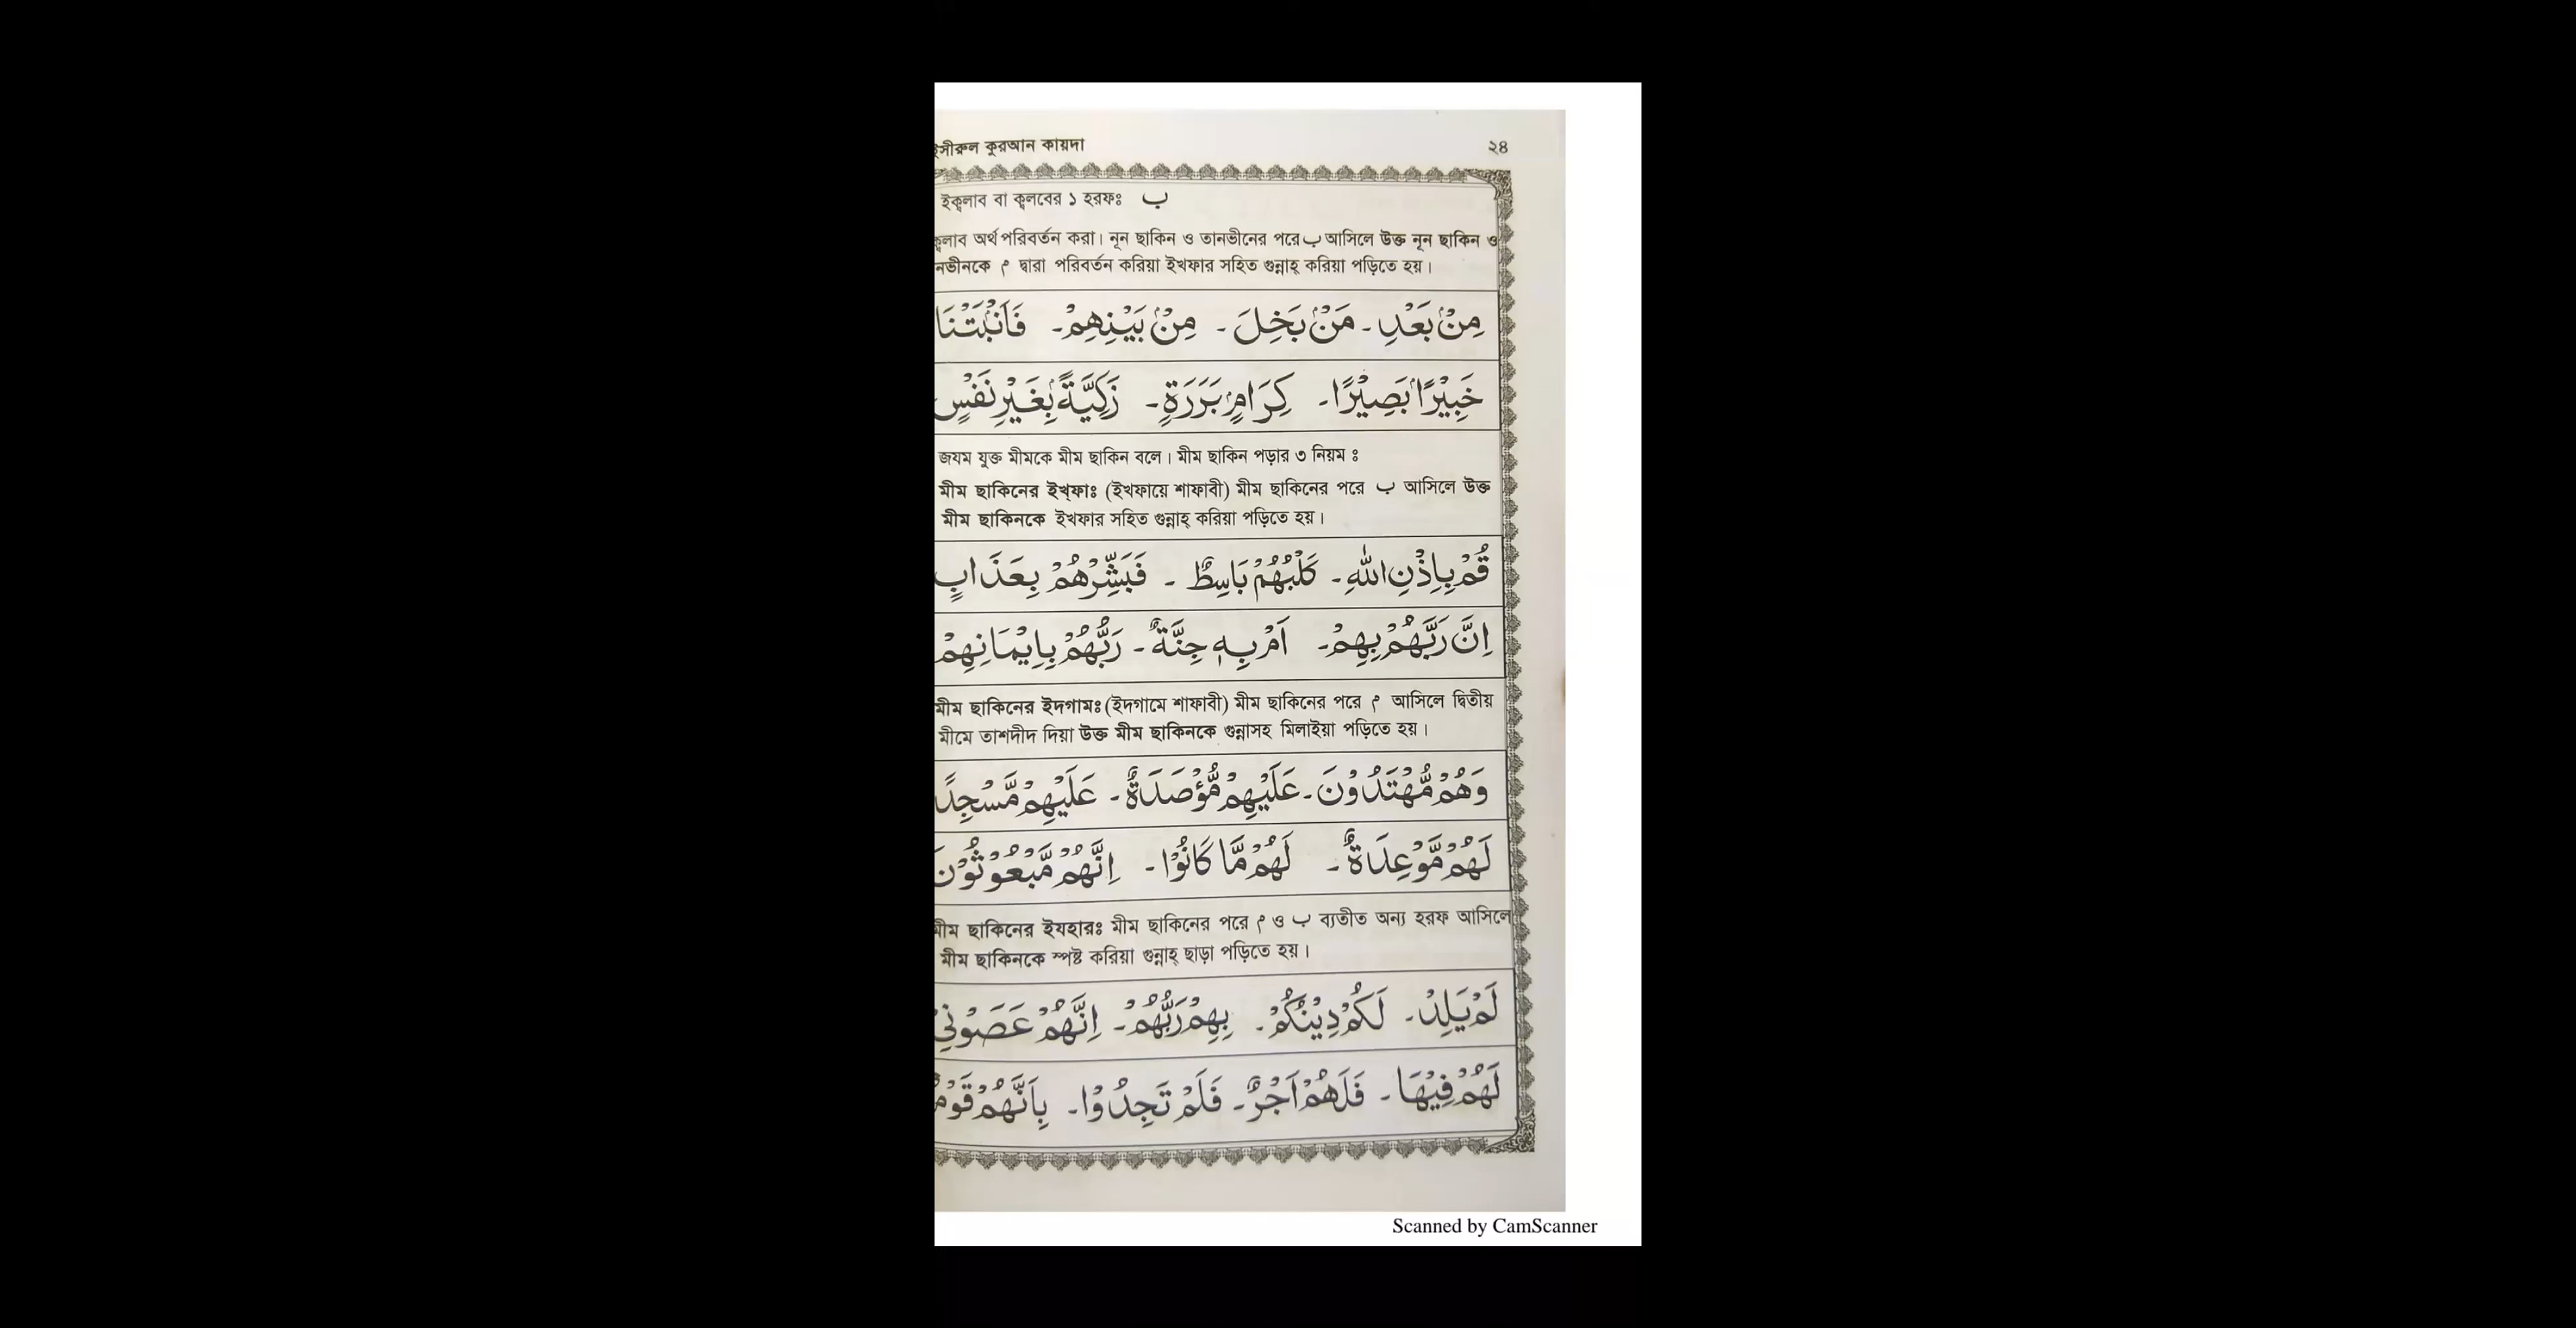 ইসীরুল কুরআন কায়দা ২৪
ইক্বলাব বা ক্বলবের ১ হরফঃ ب
ক্বলাব অর্থ পরিবর্তন করা। নূন ছাকিন ও তানভীনের পরে ب আসিলে উক্ত নূন ছাকিন ও
নভীনকে م দ্বারা পরিবর্তন করিয়া ইখফার সহিত গুন্নাহ্ করিয়া পড়িতে হয়।
مِنْۢ بَعْدِ۔ مَنْۢ بَخِلَ ۔ مِنْۢ بَيْنِهِمْ۔ فَاَنْۢبَتْنَا
خَبِيْرًۢا بَصِيْرًا۔ كِرَامٍۢ بَرَرَةٍ۔ زَكِيَّةًۢ بِغَيْرِ نَفْسٍ
জযম যুক্ত মীমকে মীম ছাকিন বলে। মীম ছাকিন পড়ার ৩ নিয়ম ঃ
মীম ছাকিনের ইখ্ফাঃ (ইখফায়ে শাফাবী) মীম ছাকিনের পরে ب আসিলে উক্ত
মীম ছাকিনকে ইখফার সহিত গুন্নাহ্ করিয়া পড়িতে হয়।
قُمْ بِاِذْنِ اللّٰهِ۔ كَلْبُهُمْ بَاسِطٌ ۔ فَبَشِّرْهُمْ بِعَذَابٍ
اِنَّ رَبَّهُمْ بِهِمْ۔ اَمْ بِهٖ جِنَّةٌ ۔ رَبُّهُمْ بِاِيْمَانِهِمْ
মীম ছাকিনের ইদগামঃ (ইদগামে শাফাবী) মীম ছাকিনের পরে م আসিলে দ্বিতীয়
মীমে তাশদীদ দিয়া উক্ত মীম ছাকিনকে গুন্নাসহ মিলাইয়া পড়িতে হয়।
وَهُمْ مُّهْتَدُوْنَ۔ عَلَيْهِمْ مُّؤْصَدَةٌ ۔ عَلَيْهِمْ مَّسْجِدًا
لَهُمْ مَّوْعِدَةٌ ۔ لَهُمْ مَّا كَانُوْا ۔ اِنَّهُمْ مَّبْعُوْثُوْنَ
মীম ছাকিনের ইযহারঃ মীম ছাকিনের পরে م ও ب ব্যতীত অন্য হরফ আসিলে
মীম ছাকিনকে স্পষ্ট করিয়া গুন্নাহ্ ছাড়া পড়িতে হয়।
لَمْ يَلِدْ۔ لَكُمْ دِيْنُكُمْ۔ بِهِمْ رَبُّهُمْ۔ اِنَّهُمْ عَصَوْنِيْ
لَهُمْ فِيْهَا ۔ فَلَهُمْ اَجْرٌ۔ فَلَمْ تَجِدُوْا۔ بِاَنَّهُمْ قَوْمٌ
Scanned by CamScanner